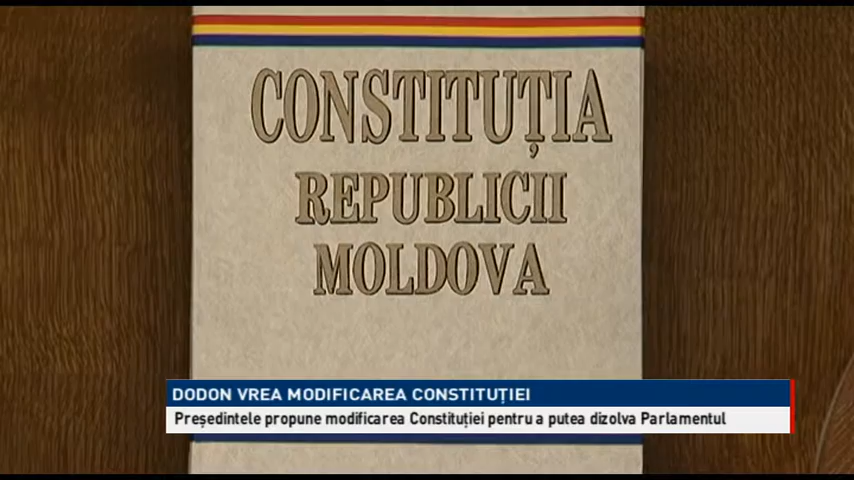 CONSTITUȚIA
REPUBLICII
MOLDOVA
DODON VREA MODIFICAREA CONSTITUȚIEI
Președintele propune modificarea Constituției pentru a putea dizolva Parlamentul